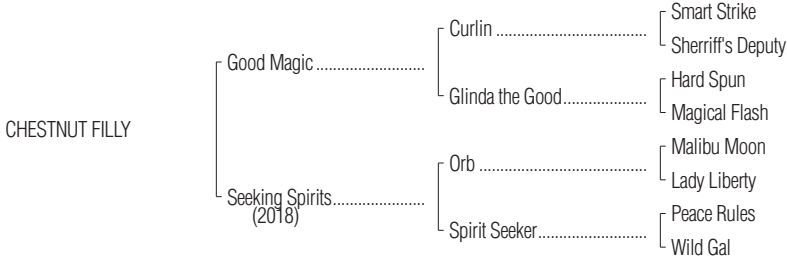 Smart Strike
Curlin ....................................
Sherriff's Deputy
Good Magic .........................
Hard Spun
Glinda the Good....................
Magical Flash
CHESTNUT FILLY
Malibu Moon
Orb .......................................
Lady Liberty
Seeking Spirits.....................
(2018)
Peace Rules
Spirit Seeker.........................
Wild Gal